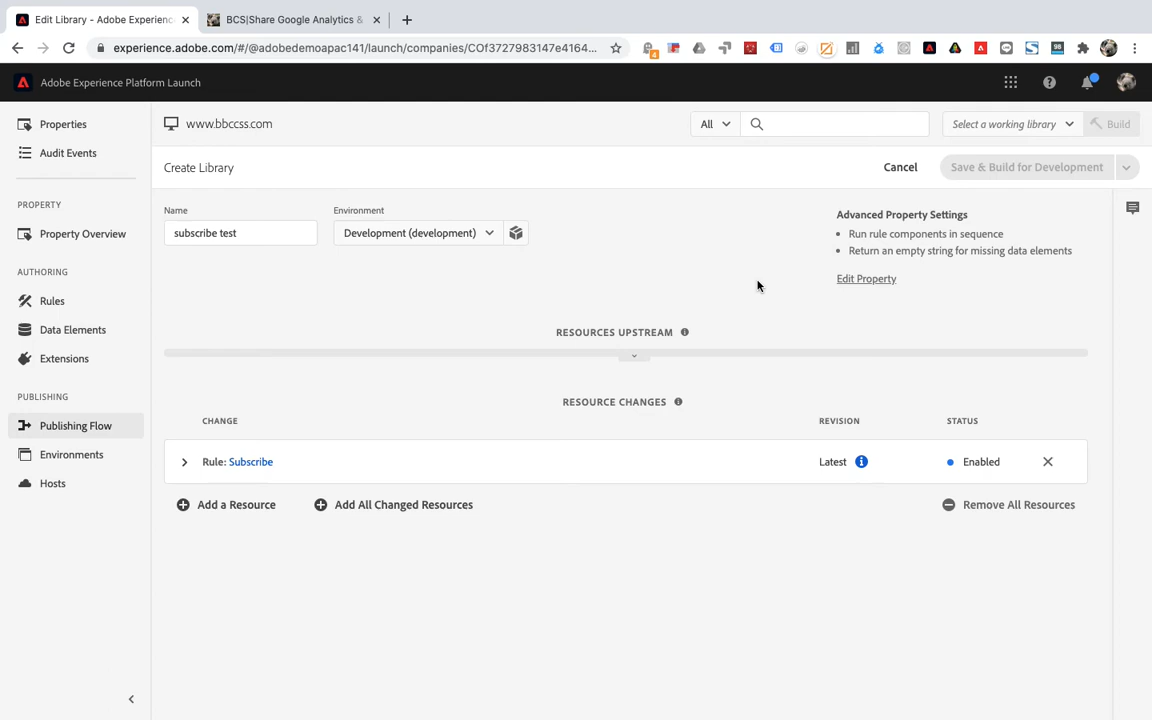 Edit Library - Adobe Experienc
BCS|Share Google Analytics &
experience.adobe.com/#/@adobedemoapac141/launch/companies/COf3727983147e4164...
4
96
Adobe Experience Platform Launch
Properties
Audit Events
PROPERTY
Property Overview
AUTHORING
Rules
Data Elements
Extensions
PUBLISHING
Publishing Flow
Environments
Hosts
www.bbccss.com
All
Select a working library
Build
Create Library
Cancel
Save & Build for Development
Name
subscribe test
Environment
Development (development)
Advanced Property Settings
Run rule components in sequence
Return an empty string for missing data elements
Edit Property
RESOURCES UPSTREAM
RESOURCE CHANGES
CHANGE
REVISION
STATUS
Rule: Subscribe
Latest
Enabled
Add a Resource
Add All Changed Resources
Remove All Resources